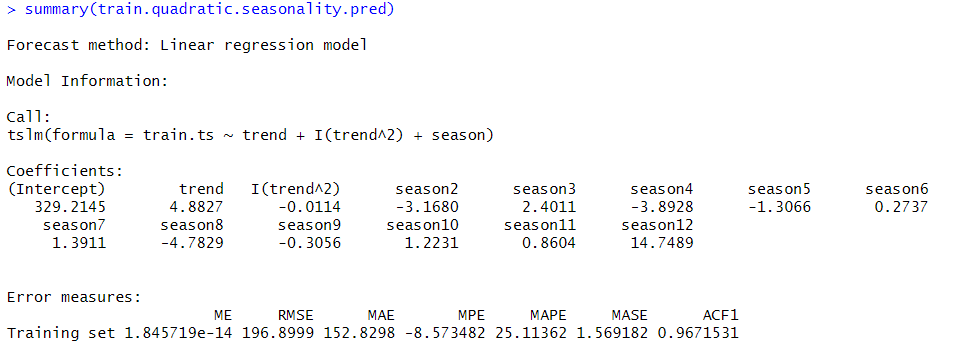 > summary(train.quadratic.seasonality.pred)
Forecast method: Linear regression model
Model Information:
Call:
tslm(formula = train.ts ~ trend + I(trend^2) + season)
Coefficients:
(Intercept) trend I(trend^2) season2 season3 season4 season5 season6
329.2145 4.8827 -0.0114 -3.1680 2.4011 -3.8928 -1.3066 0.2737
season7 season8 season9 season10 season11 season12
1.3911 -4.7829 -0.3056 1.2231 0.8604 14.7489
Error measures:
ME RMSE MAE MPE MAPE MASE ACF1
Training set 1.845719e-14 196.8999 152.8298 -8.573482 25.11362 1.569182 0.9671531